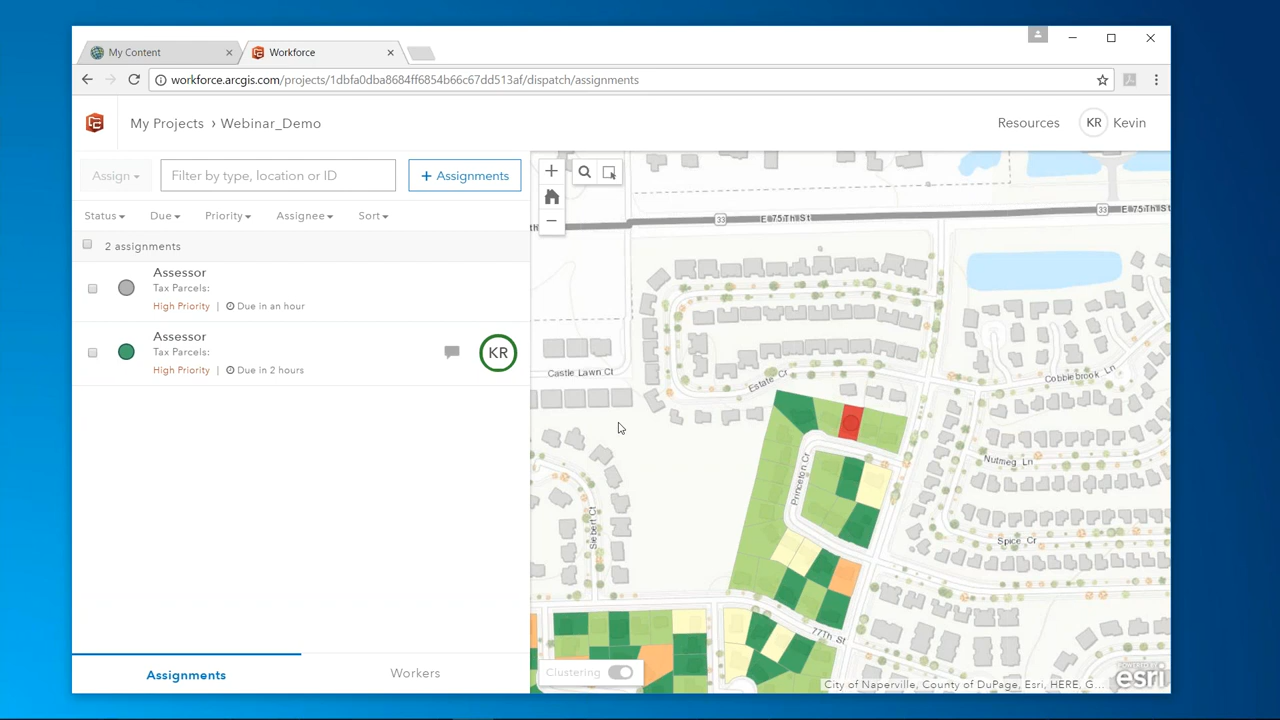 My Content
Workforce
workforce.arcgis.com/projects/1dbfa0dba8684ff6854b66c67dd513af/dispatch/assignments
My Projects › Webinar_Demo
Resources
KR
Kevin
Assign
Filter by type, location or ID
+ Assignments
Status
Due
Priority
Assignee
Sort
2 assignments
Assessor
Tax Parcels:
High Priority | Due in an hour
Assessor
Tax Parcels:
High Priority | Due in 2 hours
KR
Assignments
Workers
33
E 75Th St
33
E 75Th St
th St
Castle Lawn Ct
Estate Cr
Cobblebrook Ln
Princeton Cr
Nutmeg Ln
Siebert Ct
Spice Cr
77Th St
Clustering
City of Naperville, County of DuPage, Esri, HERE, G...
POWERED BY
esri